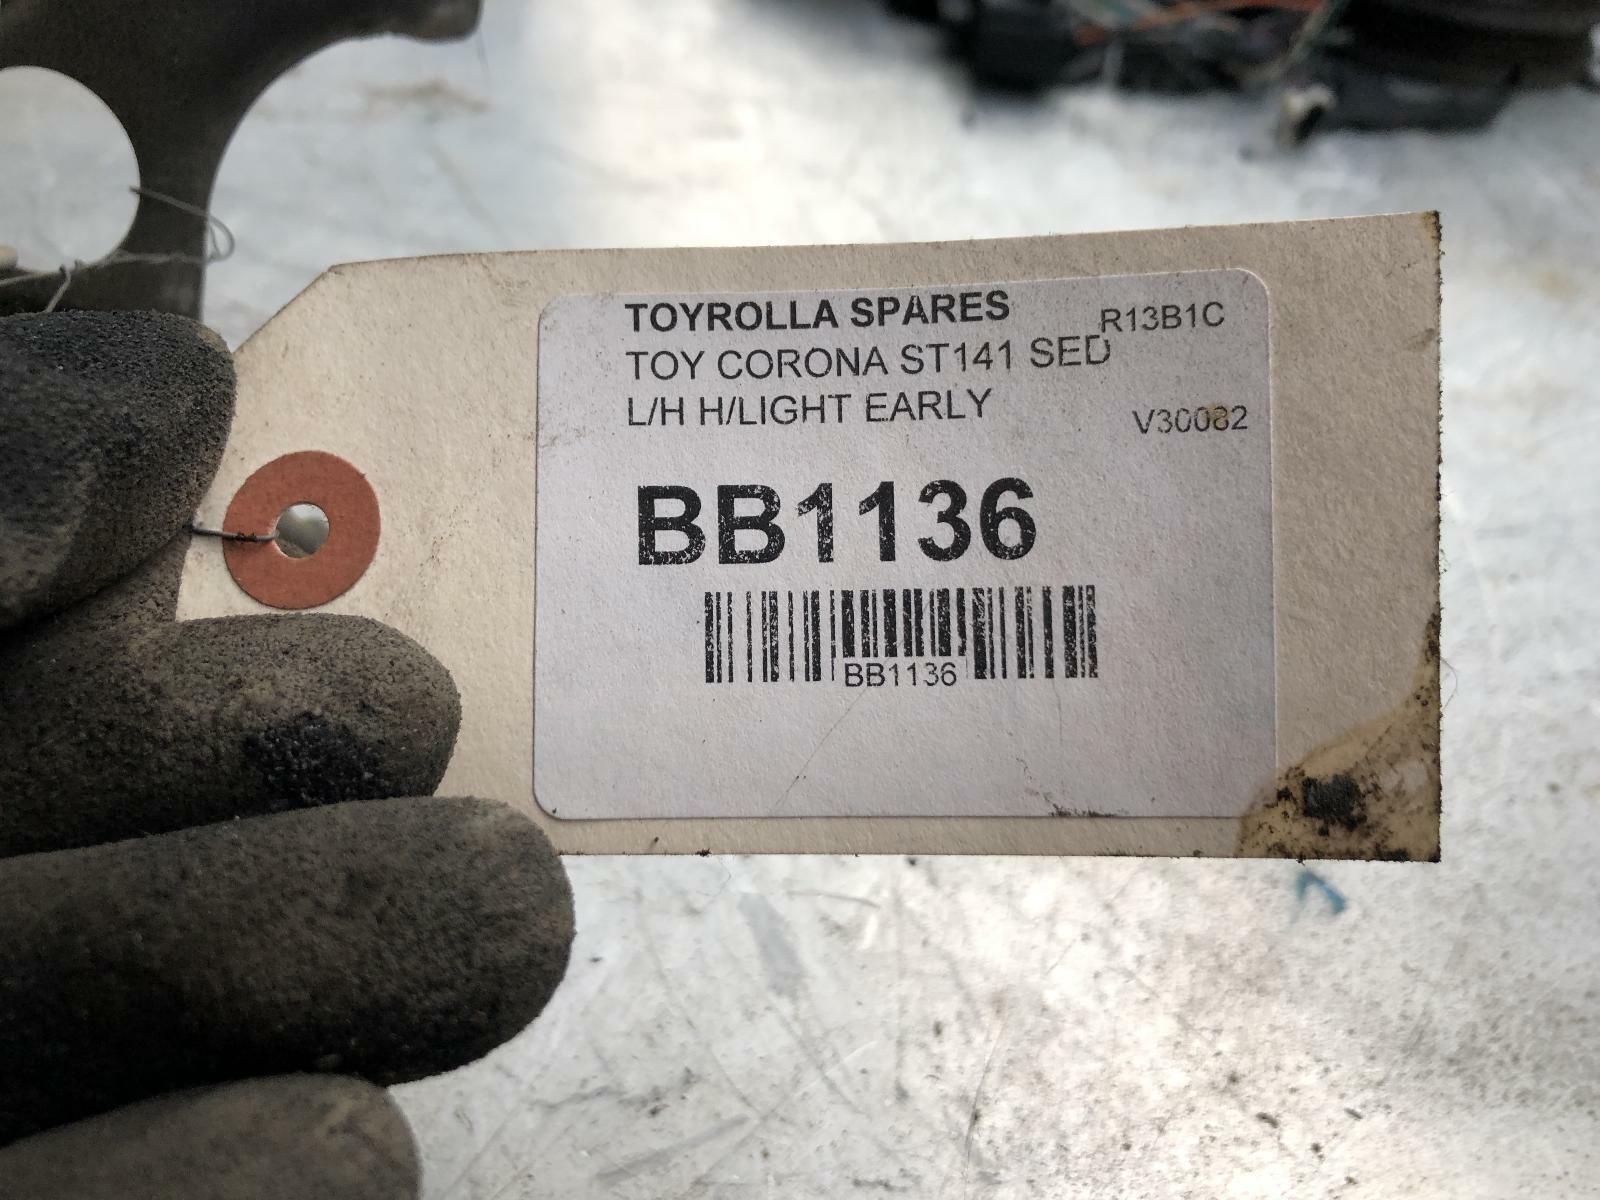 TOYROLLA SPARES R13B1C
TOY CORONA ST141 SED
L/H H/LIGHT EARLY V30082
BB1136
BB1136